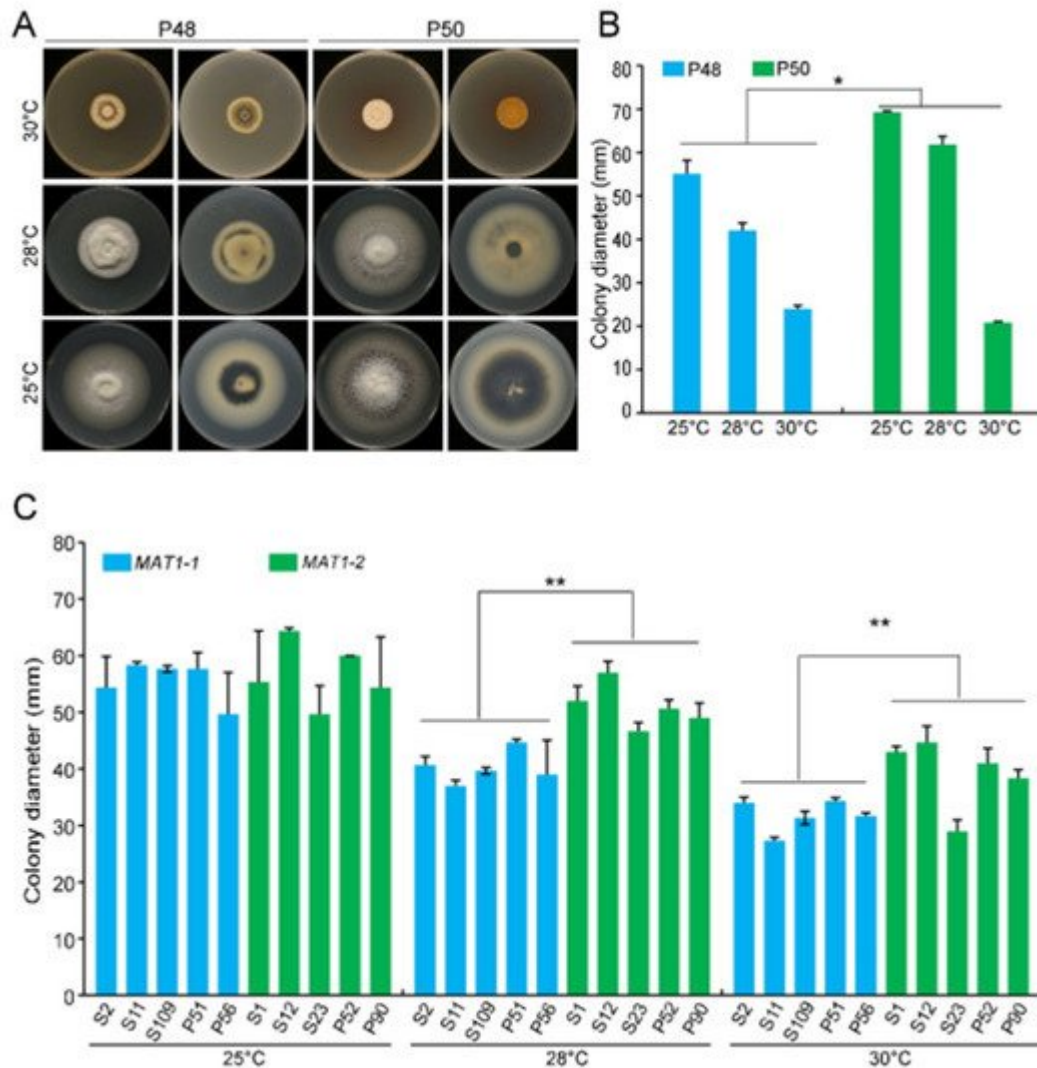 A
P48 P50
30°C
28°C
25°C
B
P48 P50
*
Colony diameter (mm)
80
70
60
50
40
30
20
10
0
25°C 28°C 30°C 25°C 28°C 30°C
C
MAT1-1 MAT1-2
**
**
Colony diameter (mm)
80
70
60
50
40
30
20
10
0
S2 S11 S109 P51 P56 S1 S12 S23 P52 P90 S2 S11 S109 P51 P56 S1 S12 S23 P52 P90 S2 S11 S109 P51 P56 S1 S12 S23 P52 P90
25°C 28°C 30°C